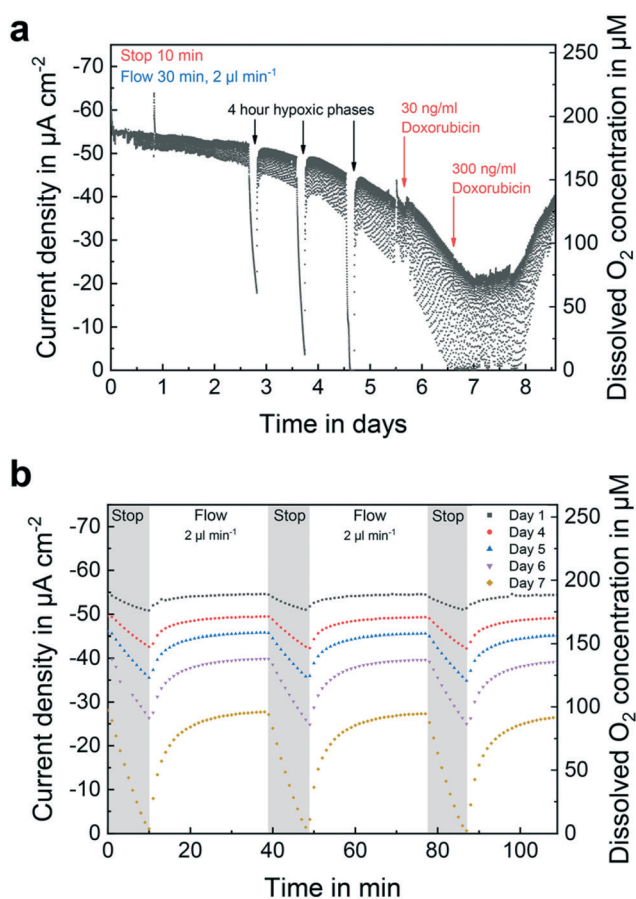 a
Stop 10 min
Flow 30 min, 2 µl min⁻¹
4 hour hypoxic phases
30 ng/ml
Doxorubicin
300 ng/ml
Doxorubicin
Current density in µA cm⁻²
-70
-60
-50
-40
-30
-20
-10
0
Dissolved O₂ concentration in µM
250
200
150
100
50
0
0 1 2 3 4 5 6 7 8
Time in days
b
Stop Flow Stop Flow Stop
2 µl min⁻¹ 2 µl min⁻¹
Day 1
Day 4
Day 5
Day 6
Day 7
Current density in µA cm⁻²
-70
-60
-50
-40
-30
-20
-10
0
Dissolved O₂ concentration in µM
250
200
150
100
50
0
0 20 40 60 80 100
Time in min